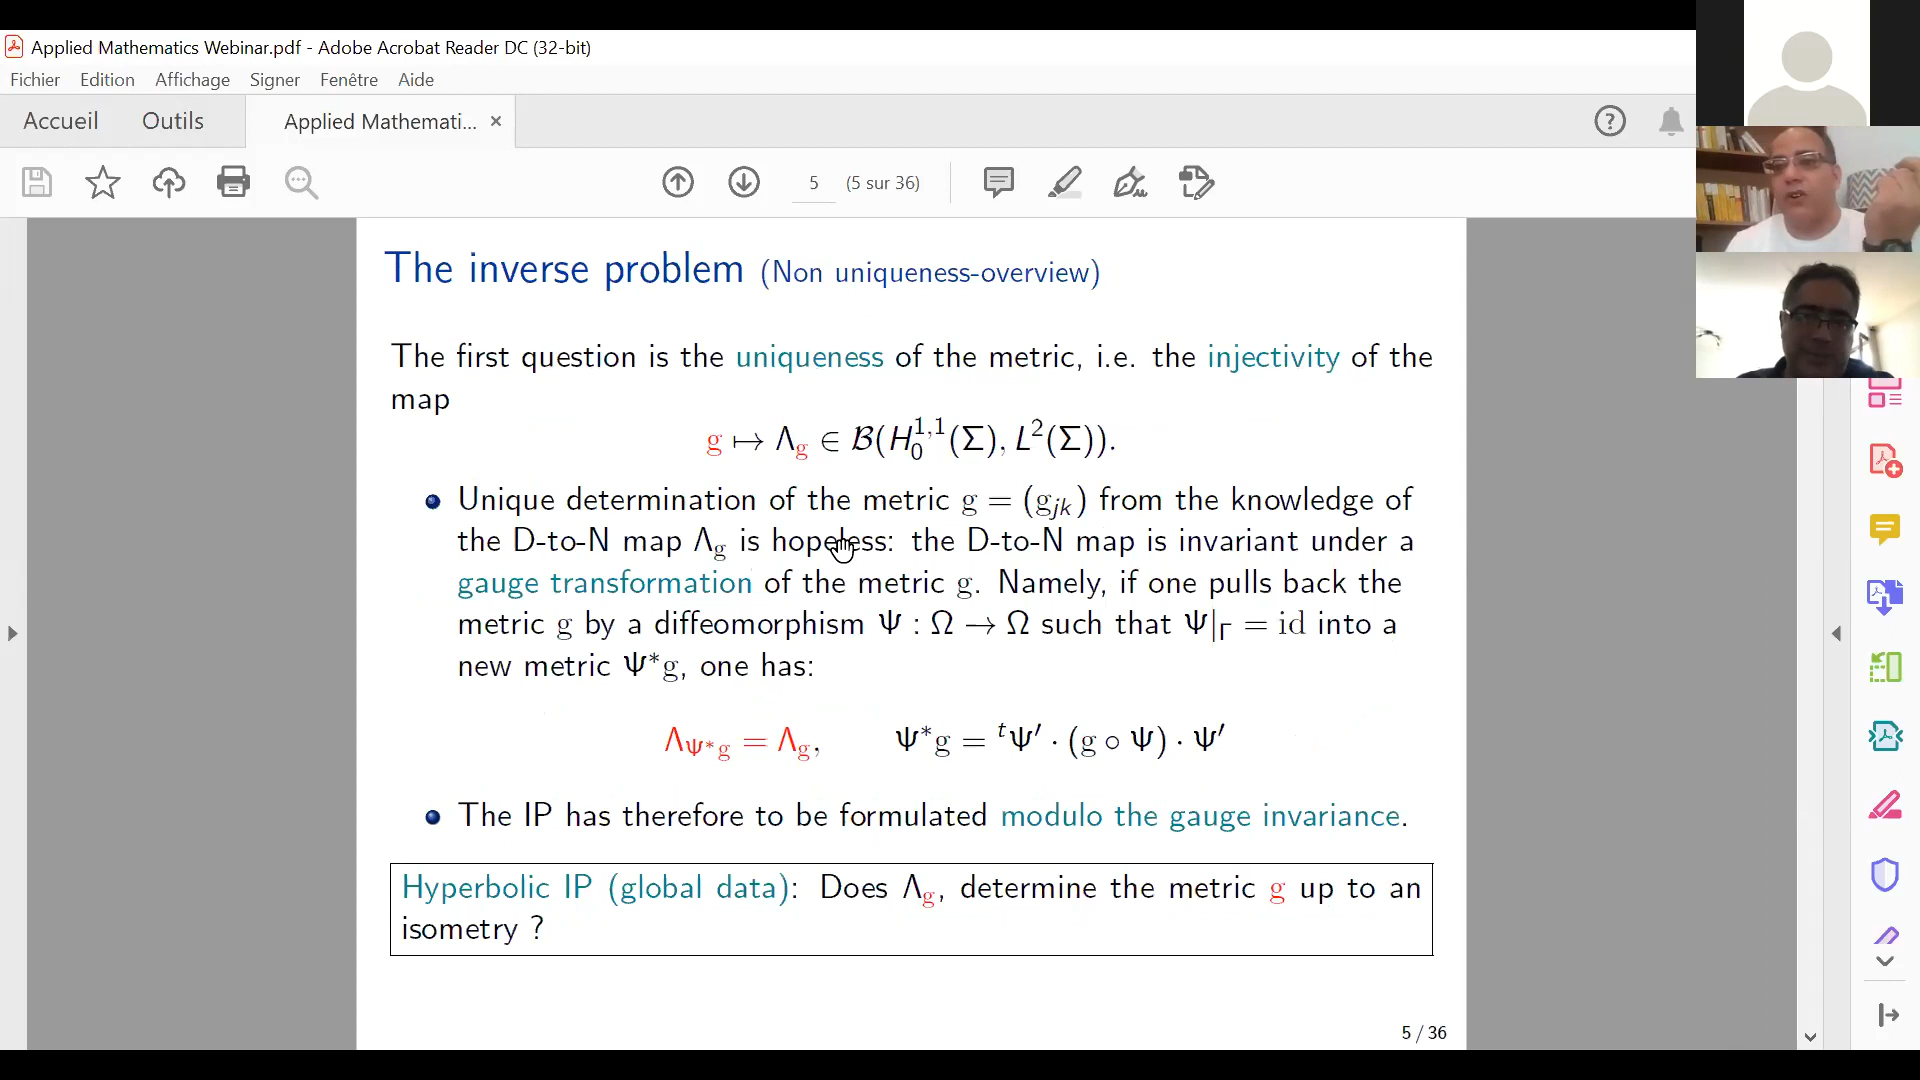 Applied Mathematics Webinar.pdf - Adobe Acrobat Reader DC (32-bit)
Fichier Edition Affichage Signer Fenêtre Aide
Accueil Outils Applied Mathemati... ×
5 (5 sur 36)
The inverse problem (Non uniqueness-overview)
The first question is the uniqueness of the metric, i.e. the injectivity of the
map
g ↦ Λ_g ∈ ℬ(H_0^{1,1}(Σ), L²(Σ)).
Unique determination of the metric g = (g_{jk}) from the knowledge of
the D-to-N map Λ_g is hopeless: the D-to-N map is invariant under a
gauge transformation of the metric g. Namely, if one pulls back the
metric g by a diffeomorphism Ψ : Ω → Ω such that Ψ|_Γ = id into a
new metric Ψ*g, one has:
Λ_{Ψ*g} = Λ_g, Ψ*g = ᵗΨ′ · (g ∘ Ψ) · Ψ′
The IP has therefore to be formulated modulo the gauge invariance.
Hyperbolic IP (global data): Does Λ_g, determine the metric g up to an
isometry ?
5 / 36